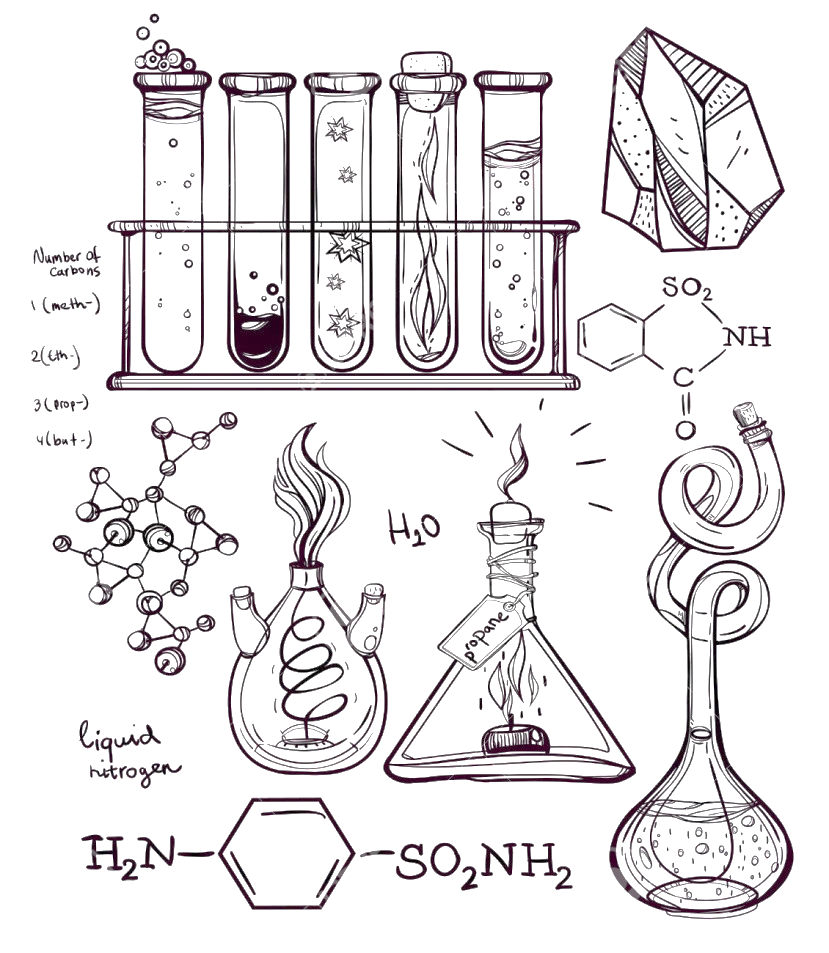 Number of
carbons
1 (meth-)
2 (Eth-)
3 (prop-)
4 (but-)
SO₂
NH
C
O
H₂O
propane
liquid
nitrogen
H₂N
SO₂NH₂